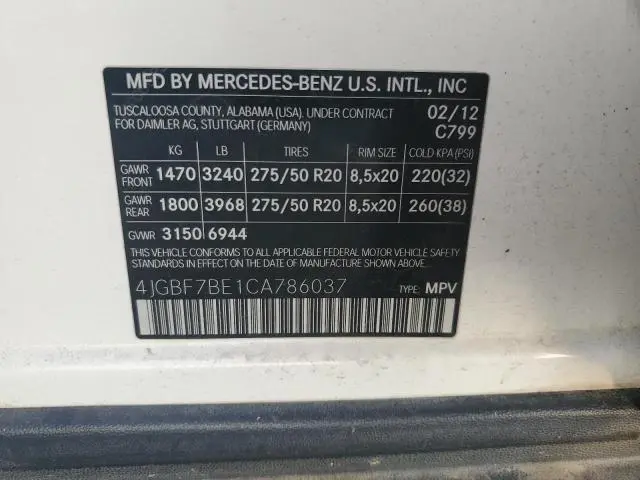 MFD BY MERCEDES-BENZ U.S. INTL., INC
TUSCALOOSA COUNTY, ALABAMA (USA). UNDER CONTRACT 02/12
FOR DAIMLER AG, STUTTGART (GERMANY) C799
KG LB TIRES RIM SIZE COLD KPA(PSI)
GAWR FRONT 1470 3240 275/50 R20 8,5x20 220(32)
GAWR REAR 1800 3968 275/50 R20 8,5x20 260(38)
GVWR 3150 6944
THIS VEHICLE CONFORMS TO ALL APPLICABLE FEDERAL MOTOR VEHICLE SAFETY
STANDARDS IN EFFECT ON THE DATE OF MANUFACTURE SHOWN ABOVE.
4JGBF7BE1CA786037 TYPE: MPV